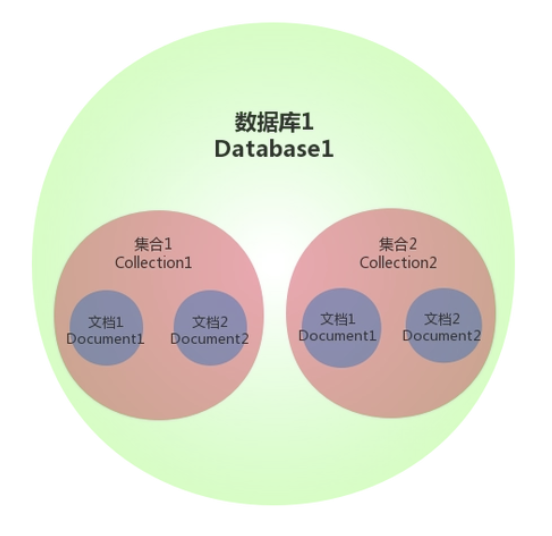 数据库1
Database1
集合1
Collection1
文档1
Document1
文档2
Document2
集合2
Collection2
文档1
Document1
文档2
Document2